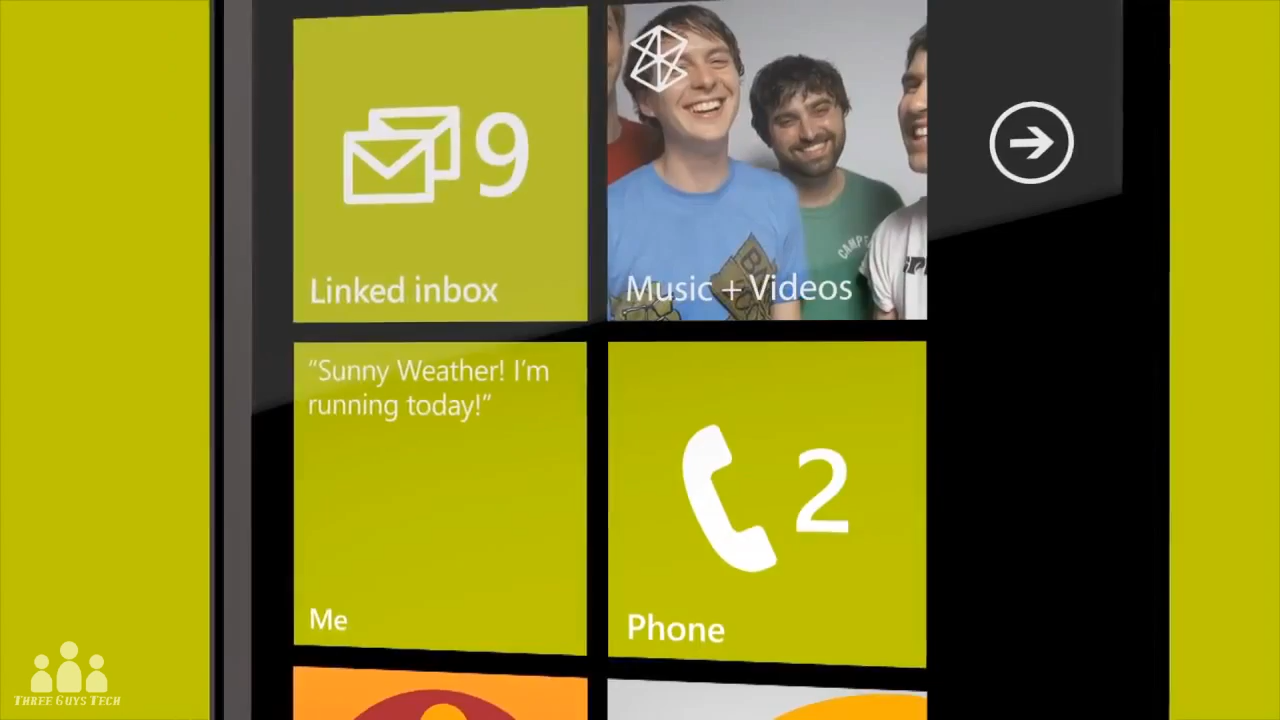 9
Linked inbox
Music + Videos
“Sunny Weather! I’m
running today!”
Me
2
Phone
THREE GUYS TECH